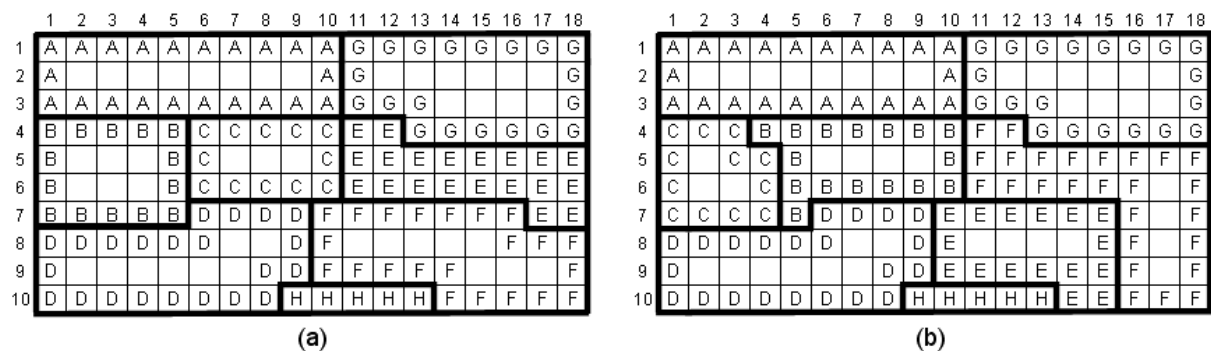 1 2 3 4 5 6 7 8 9 10 11 12 13 14 15 16 17 18
1 A A A A A A A A A A G G G G G G G G
2 A A G G
3 A A A A A A A A A A G G G G
4 B B B B B C C C C C E E G G G G G G
5 B B C C E E E E E E E E
6 B B C C C C C E E E E E E E E
7 B B B B B D D D D F F F F F F F E E
8 D D D D D D D F F F F
9 D D D F F F F F F
10 D D D D D D D D H H H H H F F F F F
(a)
1 2 3 4 5 6 7 8 9 10 11 12 13 14 15 16 17 18
1 A A A A A A A A A A G G G G G G G G
2 A A G G
3 A A A A A A A A A A G G G G
4 C C C B B B B B B B F F G G G G G G
5 C C C B B F F F F F F F F
6 C C B B B B B B F F F F F F F
7 C C C C B D D D D E E E E E E F F
8 D D D D D D D E E F F
9 D D D E E E E E E F F
10 D D D D D D D D H H H H H E E F F F
(b)